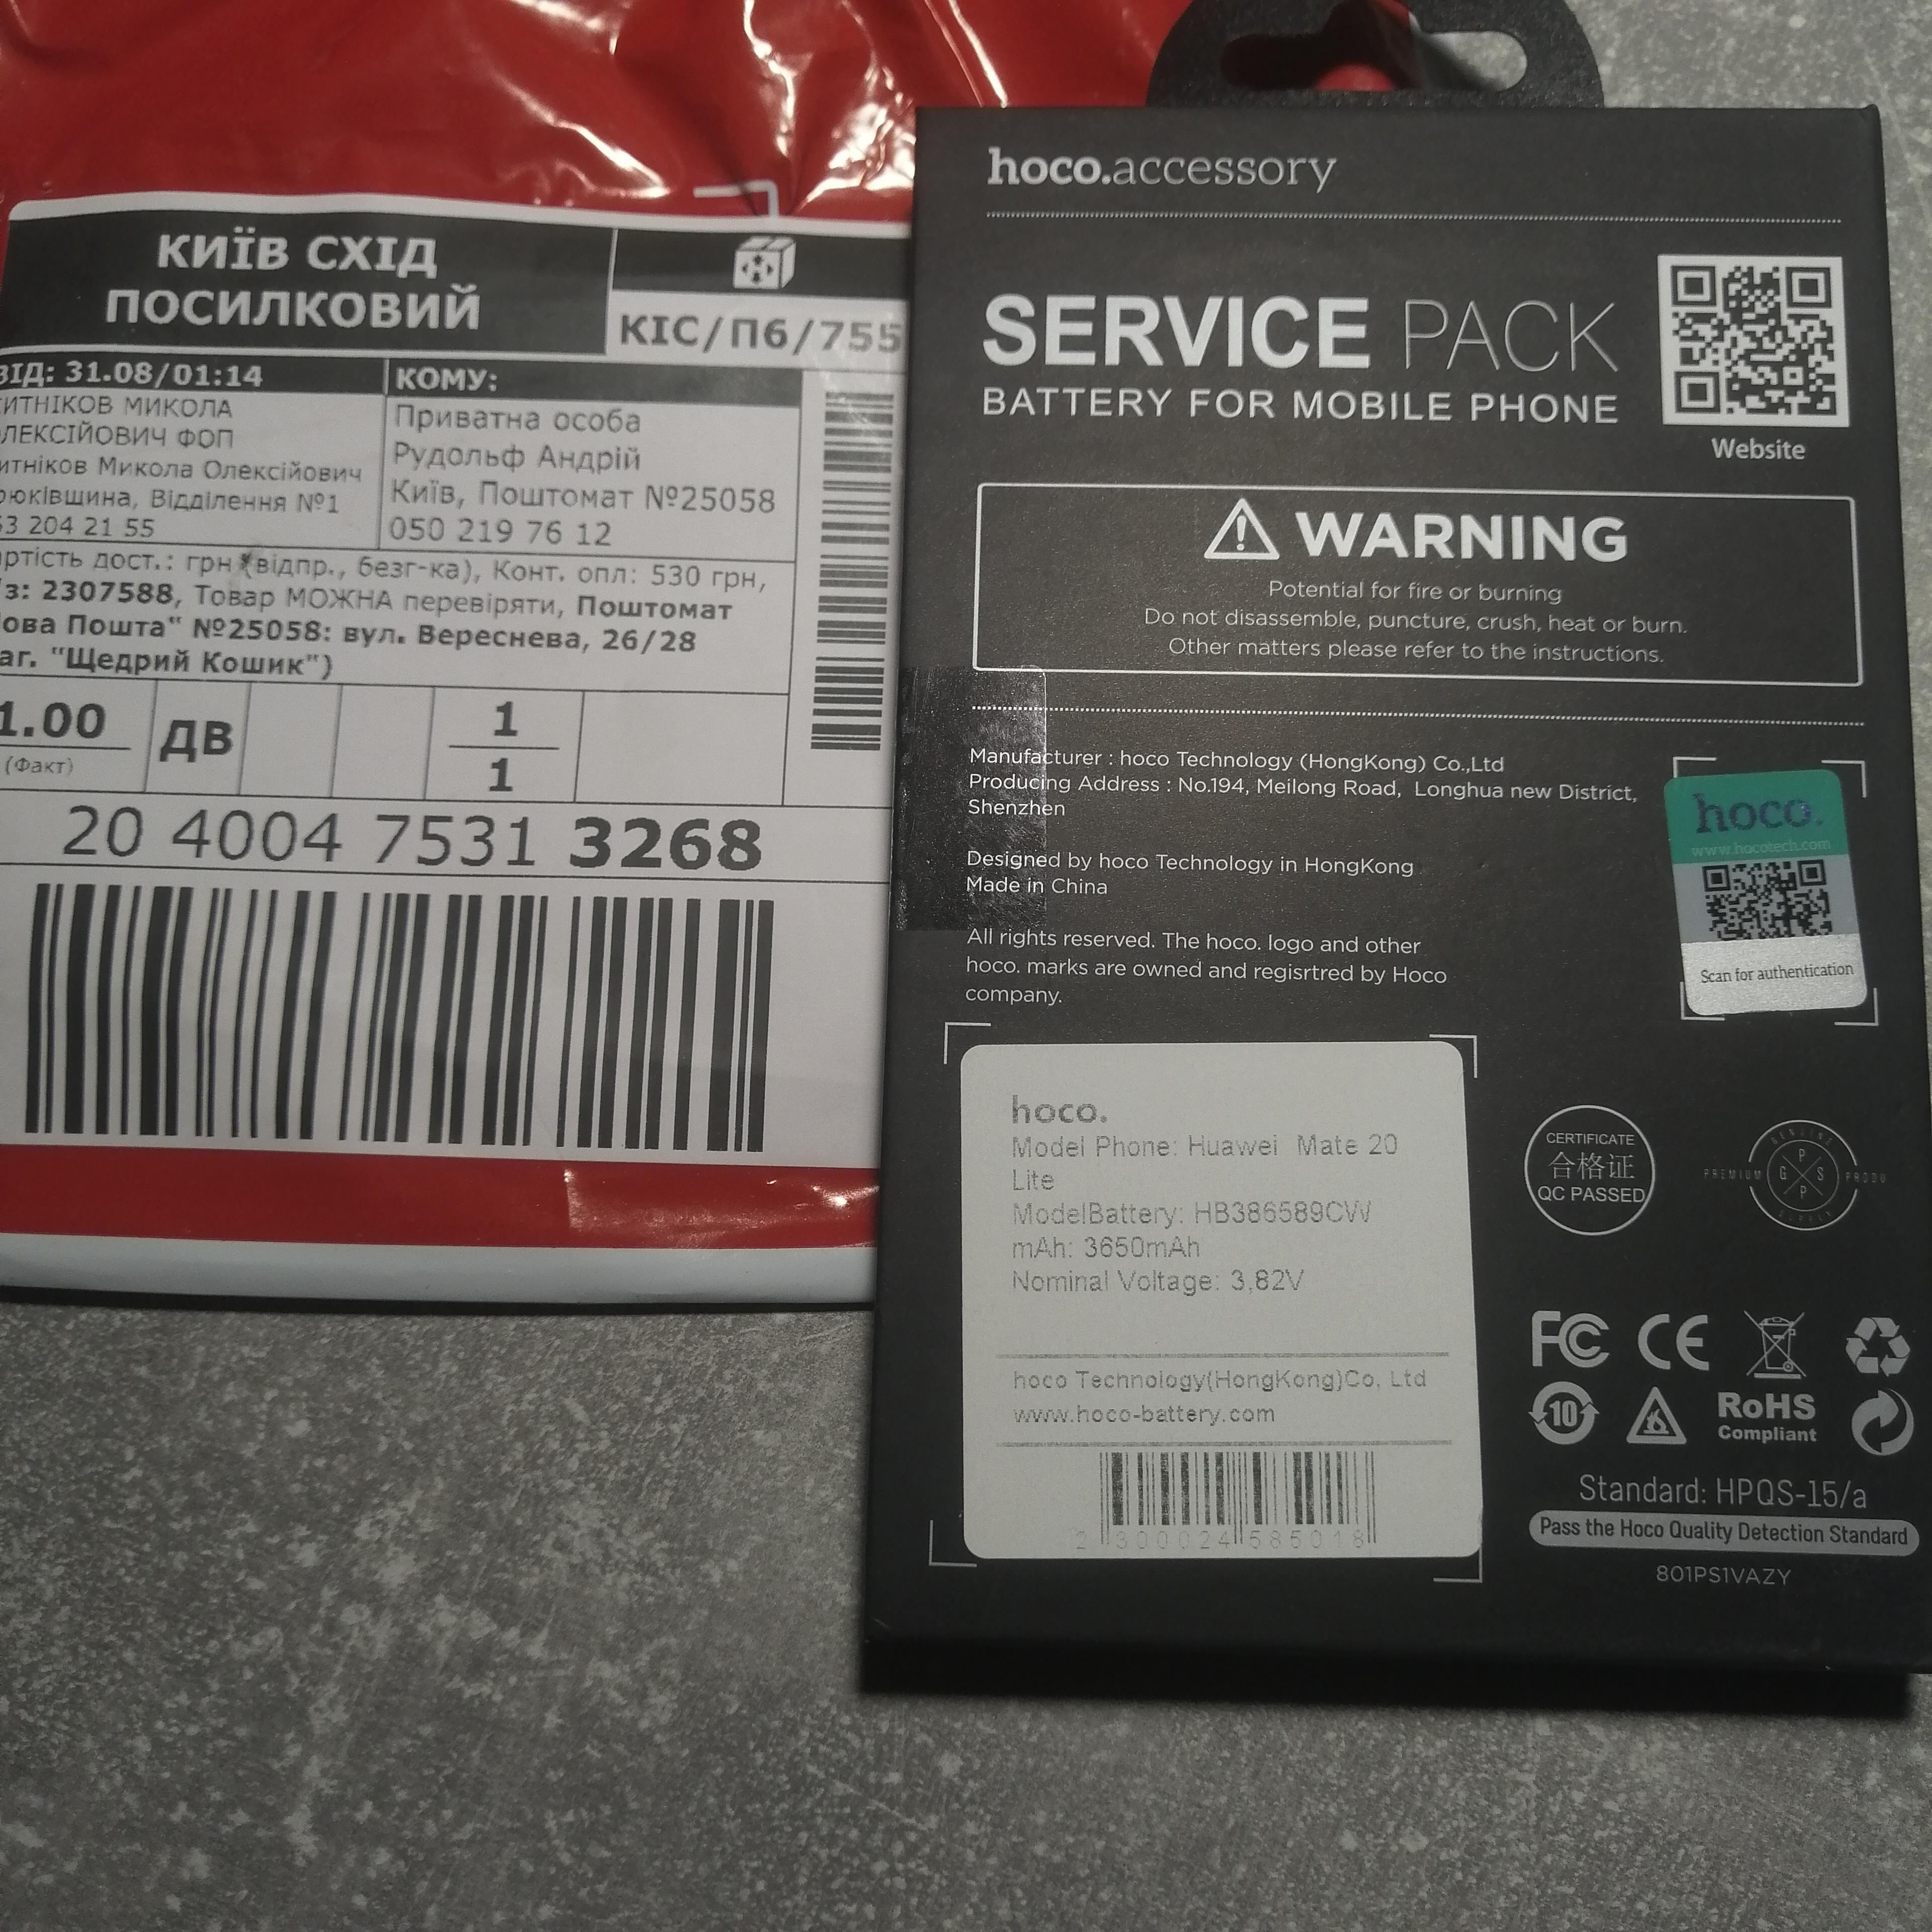 КИЇВ СХІД
ПОСИЛКОВИЙ
КІС/П6/755
31.08/01:14
КОМУ:
МИКОЛА
ФОП
Микола Олексійович
Відділення №1
204 21 55
Приватна особа
Рудольф Андрій
Київ, Поштомат №25058
050 219 76 12
дост.: грн (відпр., безг-ка), Конт. опл: 530 грн,
2307588, Товар МОЖНА перевіряти, Поштомат
Пошта" №25058: вул. Вереснева, 26/28
"Щедрий Кошик")
1.00
(Факт)
ДВ
1
1
20 4004 7531 3268
hoco.accessory
SERVICE PACK
BATTERY FOR MOBILE PHONE
Website
WARNING
Potential for fire or burning
Do not disassemble, puncture, crush, heat or burn.
Other matters please refer to the instructions.
Manufacturer : hoco Technology (HongKong) Co.,Ltd
Producing Address : No.194, Meilong Road, Longhua new District,
Shenzhen
Designed by hoco Technology in HongKong
Made in China
All rights reserved. The hoco. logo and other
hoco. marks are owned and regisrtred by Hoco
company.
hoco.
www.hocotech.com
Scan for authentication
hoco.
Model Phone: Huawei Mate 20
Lite
ModelBattery: HB386589CW
mAh: 3650mAh
Nominal Voltage: 3,82V
hoco Technology(HongKong)Co, Ltd
www.hoco-battery.com
2 300024 585018
CERTIFICATE
合格证
QC PASSED
GENUINE
PREMIUM
P
G S
P
SUPPLY
FC CE
10
RoHS
Compliant
Standard: HPQS-15/a
Pass the Hoco Quality Detection Standard
801PS1VAZY